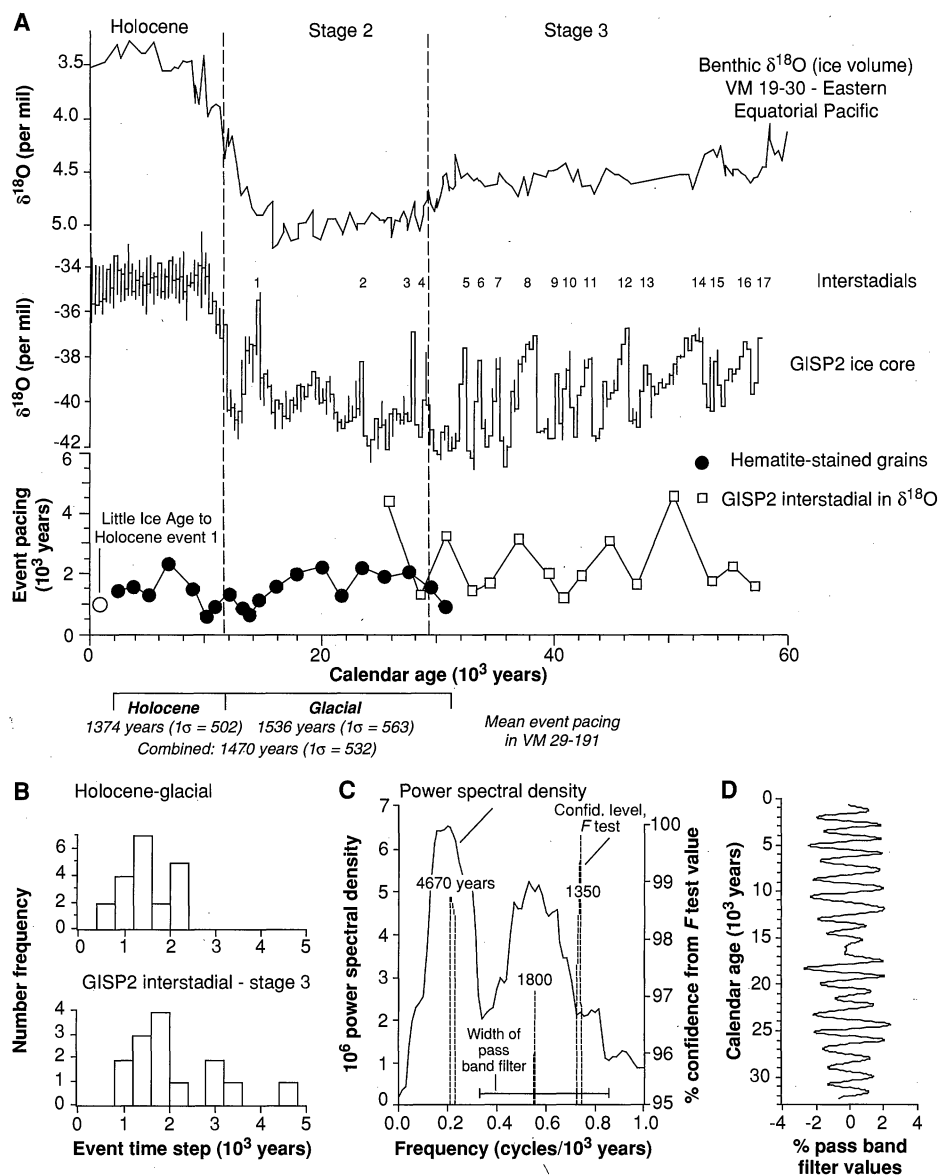 A
Holocene
Stage 2
Stage 3
Benthic δ¹⁸O (ice volume)
VM 19-30 - Eastern
Equatorial Pacific
δ¹⁸O (per mil)
3.5
4.0
4.5
5.0
-34
-36
-38
-40
-42
δ¹⁸O (per mil)
1 2 3 4 5 6 7 8 9 10 11 12 13 14 15 16 17
Interstadials
GISP2 ice core
Hematite-stained grains
GISP2 interstadial in δ¹⁸O
Event pacing
(10³ years)
6
4
2
0
Little Ice Age to
Holocene event 1
0 20 40 60
Calendar age (10³ years)
Holocene Glacial
1374 years (1σ = 502) 1536 years (1σ = 563)
Combined: 1470 years (1σ = 532)
Mean event pacing
in VM 29-191
B
Holocene-glacial
6
4
2
0
0 1 2 3 4 5
Number frequency
GISP2 interstadial - stage 3
4
3
2
1
0
0 1 2 3 4 5
Event time step (10³ years)
C
Power spectral density
Confid. level,
F test
10⁶ power spectral density
7
6
5
4
3
2
1
0
4670 years
1800
1350
Width of
pass
band filter
100
99
98
97
96
95
% confidence from F test value
0.0 0.2 0.4 0.6 0.8 1.0
Frequency (cycles/10³ years)
D
Calendar age (10³ years)
0
5
10
15
20
25
30
-4 -2 0 2 4
% pass band
filter values